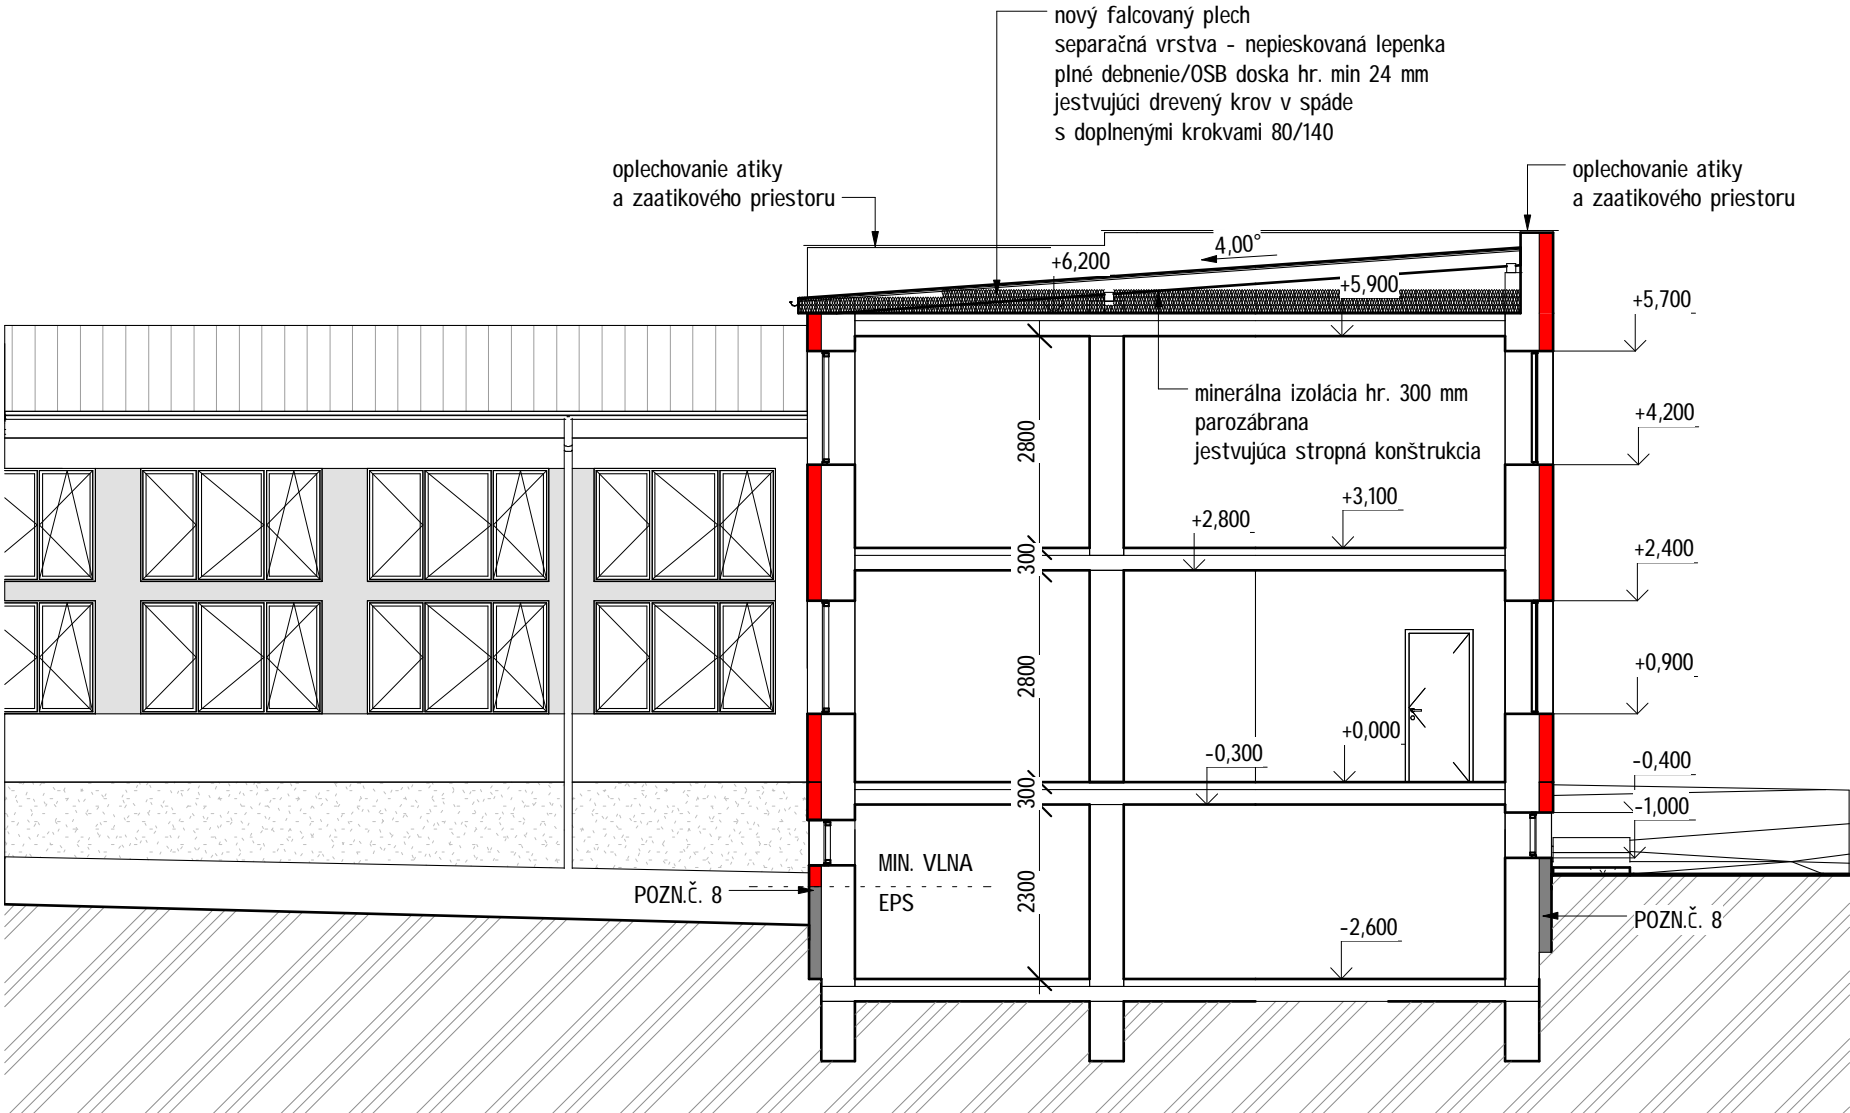 nový falcovaný plech
separačná vrstva - nepieskovaná lepenka
plné debnenie/OSB doska hr. min 24 mm
jestvujúci drevený krov v spáde
s doplnenými krokvami 80/140
oplechovanie atiky
a zaatikového priestoru
oplechovanie atiky
a zaatikového priestoru
4,00°
+6,200
+5,900
+5,700
minerálna izolácia hr. 300 mm
parozábrana
jestvujúca stropná konštrukcia
+4,200
2800
+3,100
+2,800
300
+2,400
2800
+0,900
+0,000
-0,300
-0,400
300
-1,000
MIN. VLNA
EPS
POZN.Č. 8
2300
-2,600
POZN.Č. 8